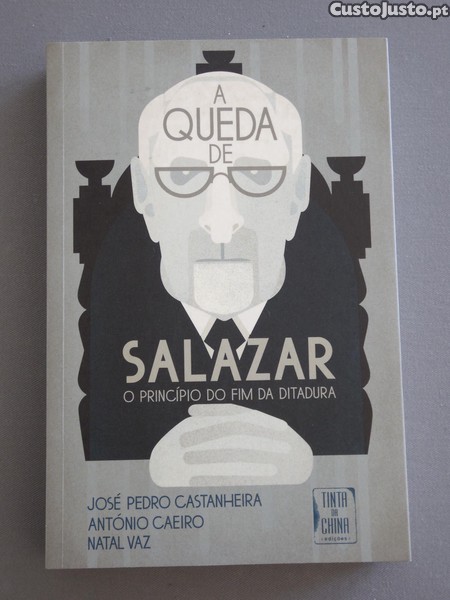 CustoJusto.pt
A
QUEDA
DE
SALAZAR
O PRINCÍPIO DO FIM DA DITADURA
JOSÉ PEDRO CASTANHEIRA
ANTÓNIO CAEIRO
NATAL VAZ
TINTA
DA
CHINA
edições